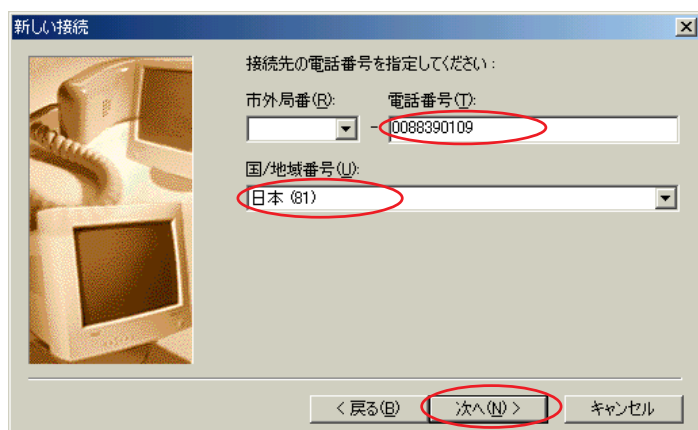 新しい接続
接続先の電話番号を指定してください：
市外局番(R): 電話番号(T):
- 0088390109
国/地域番号(U):
日本 (81)
< 戻る(B) 次へ(N) > キャンセル